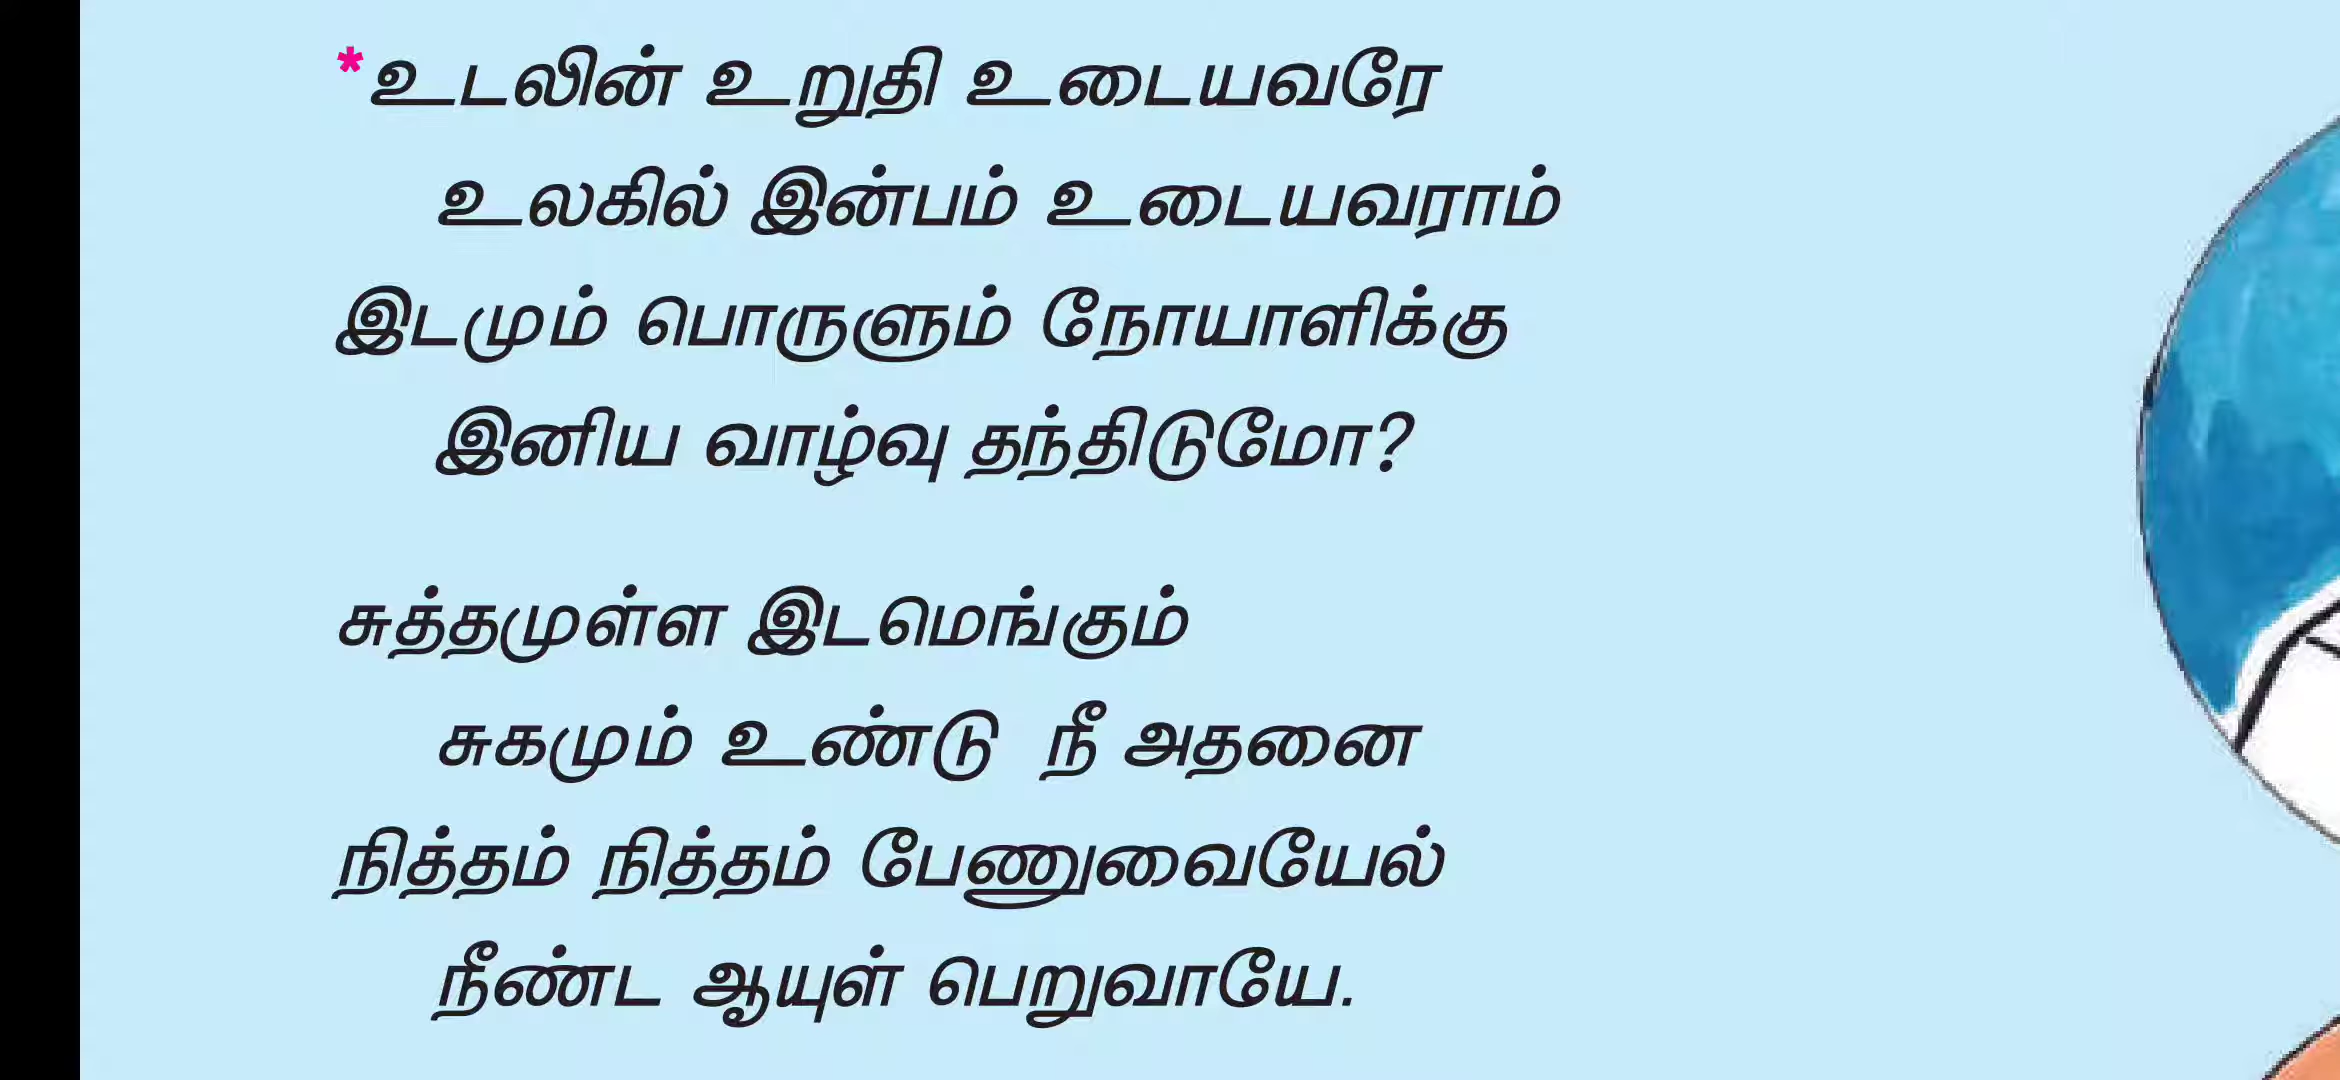 *உடலின் உறுதி உடையவரே
உலகில் இன்பம் உடையவராம்
இடமும் பொருளும் நோயாளிக்கு
இனிய வாழ்வு தந்திடுமோ?
சுத்தமுள்ள இடமெங்கும்
சுகமும் உண்டு நீ அதனை
நித்தம் நித்தம் பேணுவையேல்
நீண்ட ஆயுள் பெறுவாயே.